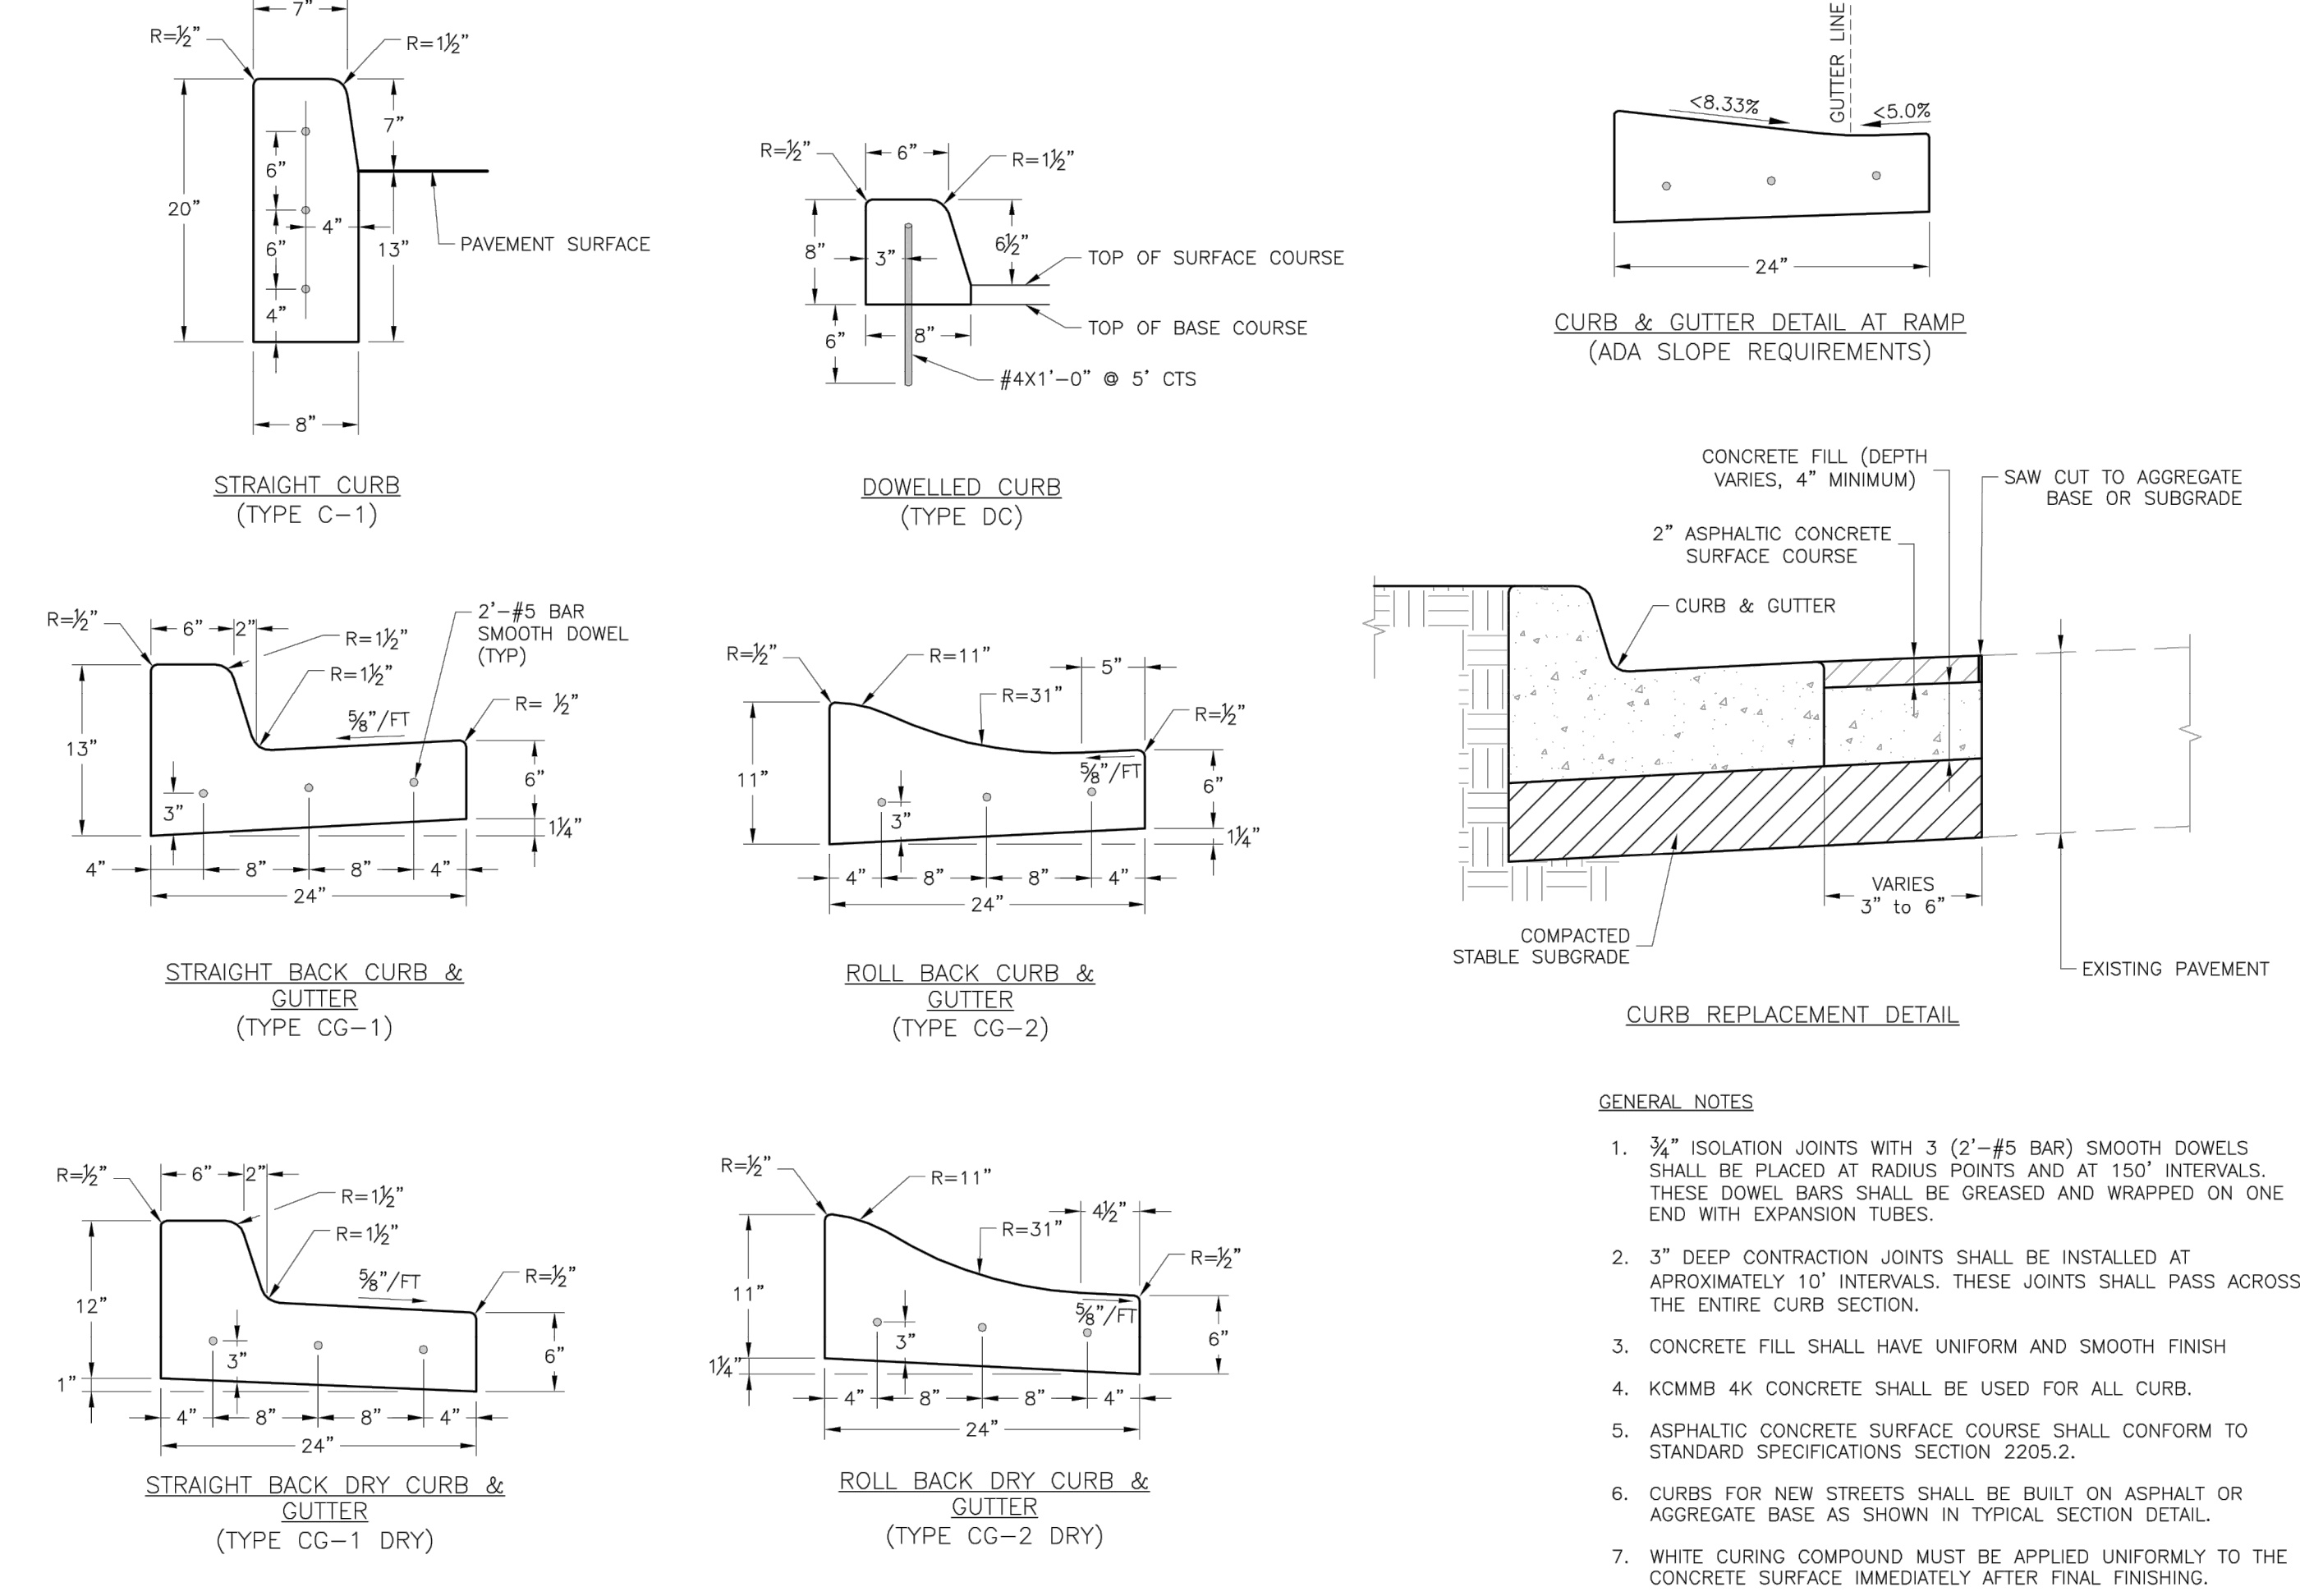 7”
R=½”
R=1½”
7”
6”
20”
4”
6”
13”
PAVEMENT SURFACE
4”
8”
STRAIGHT CURB
(TYPE C–1)
R=½”
6”
R=1½”
8”
3”
6½”
TOP OF SURFACE COURSE
TOP OF BASE COURSE
6”
8”
#4X1’–0” @ 5’ CTS
DOWELLED CURB
(TYPE DC)
GUTTER LINE
<8.33%
<5.0%
24”
CURB & GUTTER DETAIL AT RAMP
(ADA SLOPE REQUIREMENTS)
R=½”
6”
2”
R=1½”
R=1½”
2’–#5 BAR
SMOOTH DOWEL
(TYP)
R= ½”
⅝”/FT
13”
3”
6”
1¼”
4”
8”
8”
4”
24”
STRAIGHT BACK CURB &
GUTTER
(TYPE CG–1)
R=½”
R=11”
R=31”
5”
R=½”
⅝”/FT
11”
3”
6”
1¼”
4”
8”
8”
4”
24”
ROLL BACK CURB &
GUTTER
(TYPE CG–2)
CONCRETE FILL (DEPTH
VARIES, 4” MINIMUM)
SAW CUT TO AGGREGATE
BASE OR SUBGRADE
2” ASPHALTIC CONCRETE
SURFACE COURSE
CURB & GUTTER
VARIES
3” to 6”
COMPACTED
STABLE SUBGRADE
EXISTING PAVEMENT
CURB REPLACEMENT DETAIL
R=½”
6”
2”
R=1½”
R=1½”
⅝”/FT
R=½”
12”
3”
6”
1”
4”
8”
8”
4”
24”
STRAIGHT BACK DRY CURB &
GUTTER
(TYPE CG–1 DRY)
R=½”
R=11”
R=31”
4½”
R=½”
⅝”/FT
11”
3”
6”
1¼”
4”
8”
8”
4”
24”
ROLL BACK DRY CURB &
GUTTER
(TYPE CG–2 DRY)
GENERAL NOTES
1. ¾” ISOLATION JOINTS WITH 3 (2’–#5 BAR) SMOOTH DOWELS
SHALL BE PLACED AT RADIUS POINTS AND AT 150’ INTERVALS.
THESE DOWEL BARS SHALL BE GREASED AND WRAPPED ON ONE
END WITH EXPANSION TUBES.
2. 3” DEEP CONTRACTION JOINTS SHALL BE INSTALLED AT
APROXIMATELY 10’ INTERVALS. THESE JOINTS SHALL PASS ACROSS
THE ENTIRE CURB SECTION.
3. CONCRETE FILL SHALL HAVE UNIFORM AND SMOOTH FINISH
4. KCMMB 4K CONCRETE SHALL BE USED FOR ALL CURB.
5. ASPHALTIC CONCRETE SURFACE COURSE SHALL CONFORM TO
STANDARD SPECIFICATIONS SECTION 2205.2.
6. CURBS FOR NEW STREETS SHALL BE BUILT ON ASPHALT OR
AGGREGATE BASE AS SHOWN IN TYPICAL SECTION DETAIL.
7. WHITE CURING COMPOUND MUST BE APPLIED UNIFORMLY TO THE
CONCRETE SURFACE IMMEDIATELY AFTER FINAL FINISHING.